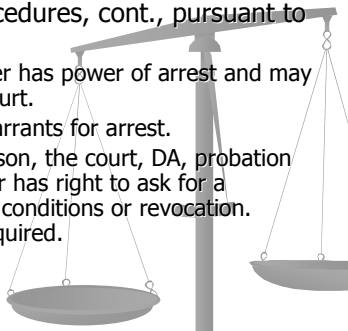 cedures, cont., pursuant to
er has power of arrest and may
urt.
arrants for arrest.
son, the court, DA, probation
r has right to ask for a
conditions or revocation.
quired.